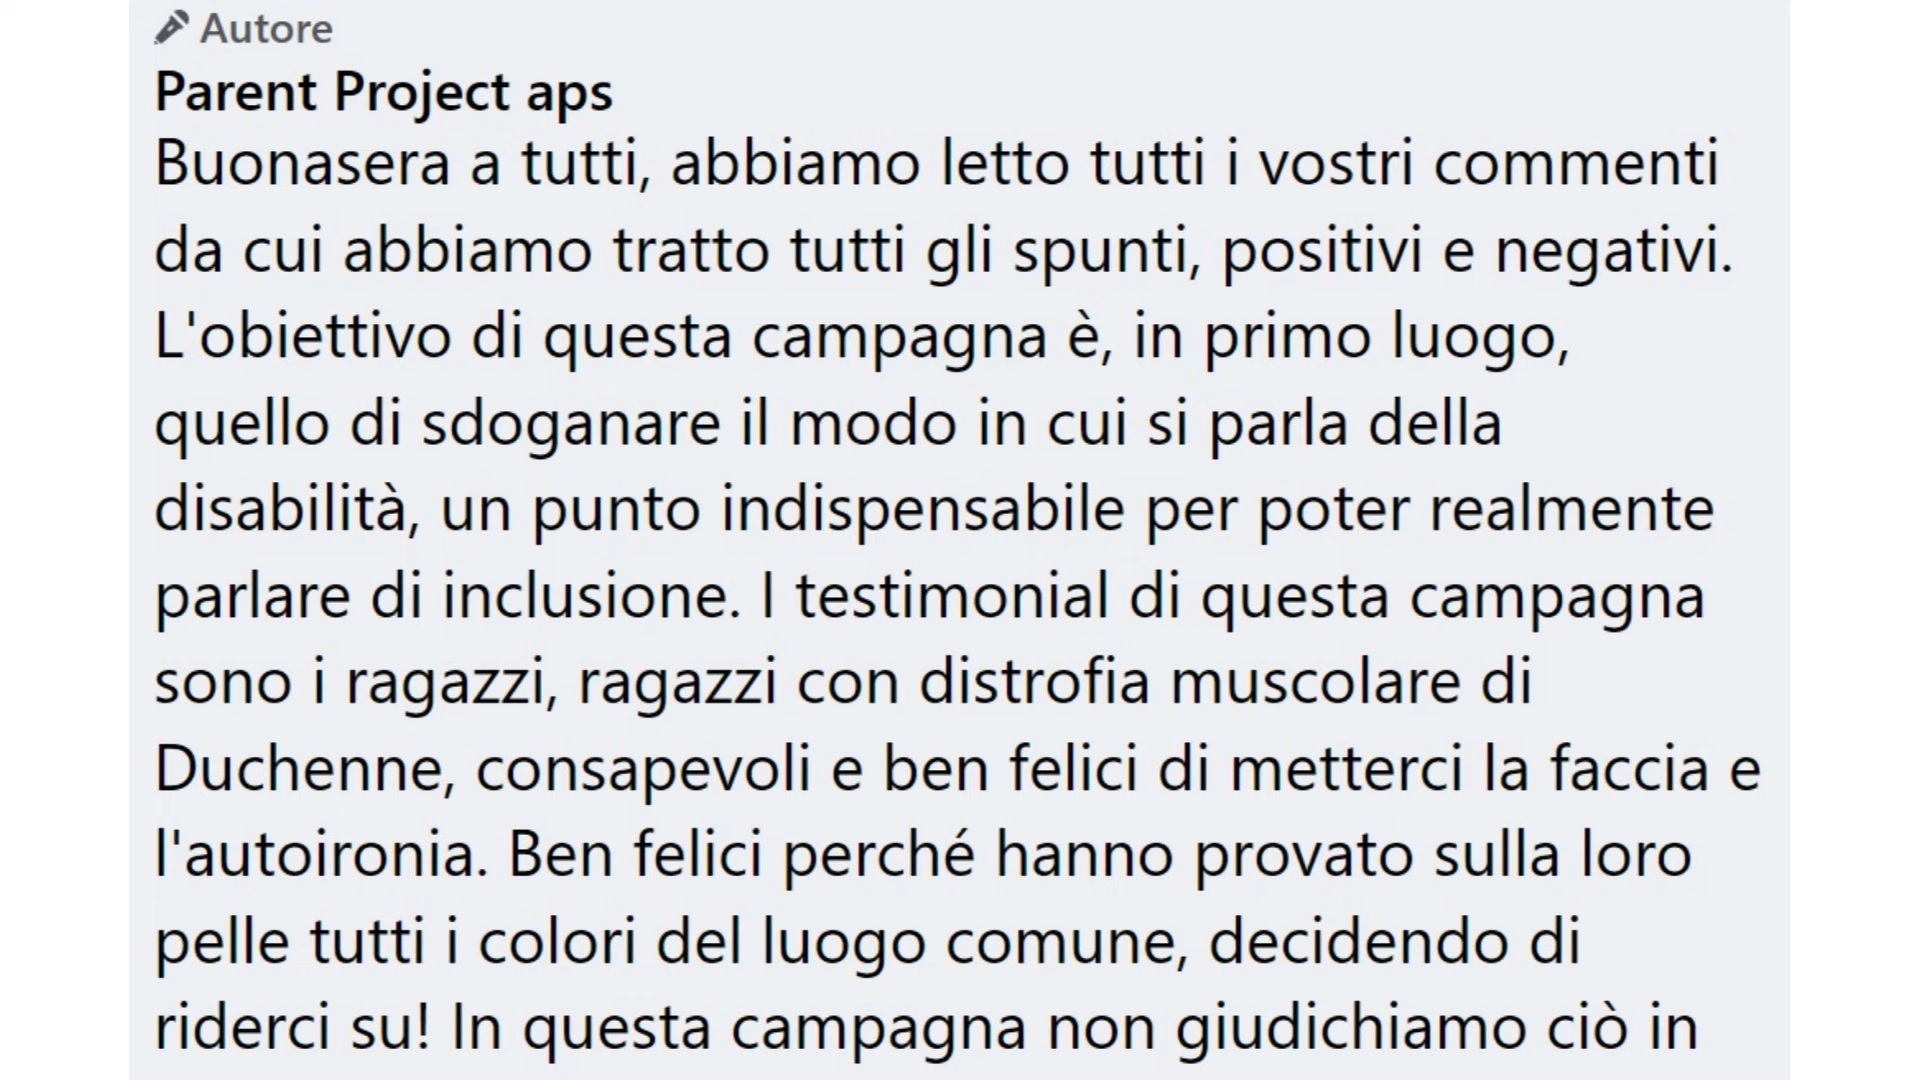 Autore
Parent Project aps
Buonasera a tutti, abbiamo letto tutti i vostri commenti
da cui abbiamo tratto tutti gli spunti, positivi e negativi.
L'obiettivo di questa campagna è, in primo luogo,
quello di sdoganare il modo in cui si parla della
disabilità, un punto indispensabile per poter realmente
parlare di inclusione. I testimonial di questa campagna
sono i ragazzi, ragazzi con distrofia muscolare di
Duchenne, consapevoli e ben felici di metterci la faccia e
l'autoironia. Ben felici perché hanno provato sulla loro
pelle tutti i colori del luogo comune, decidendo di
riderci su! In questa campagna non giudichiamo ciò in